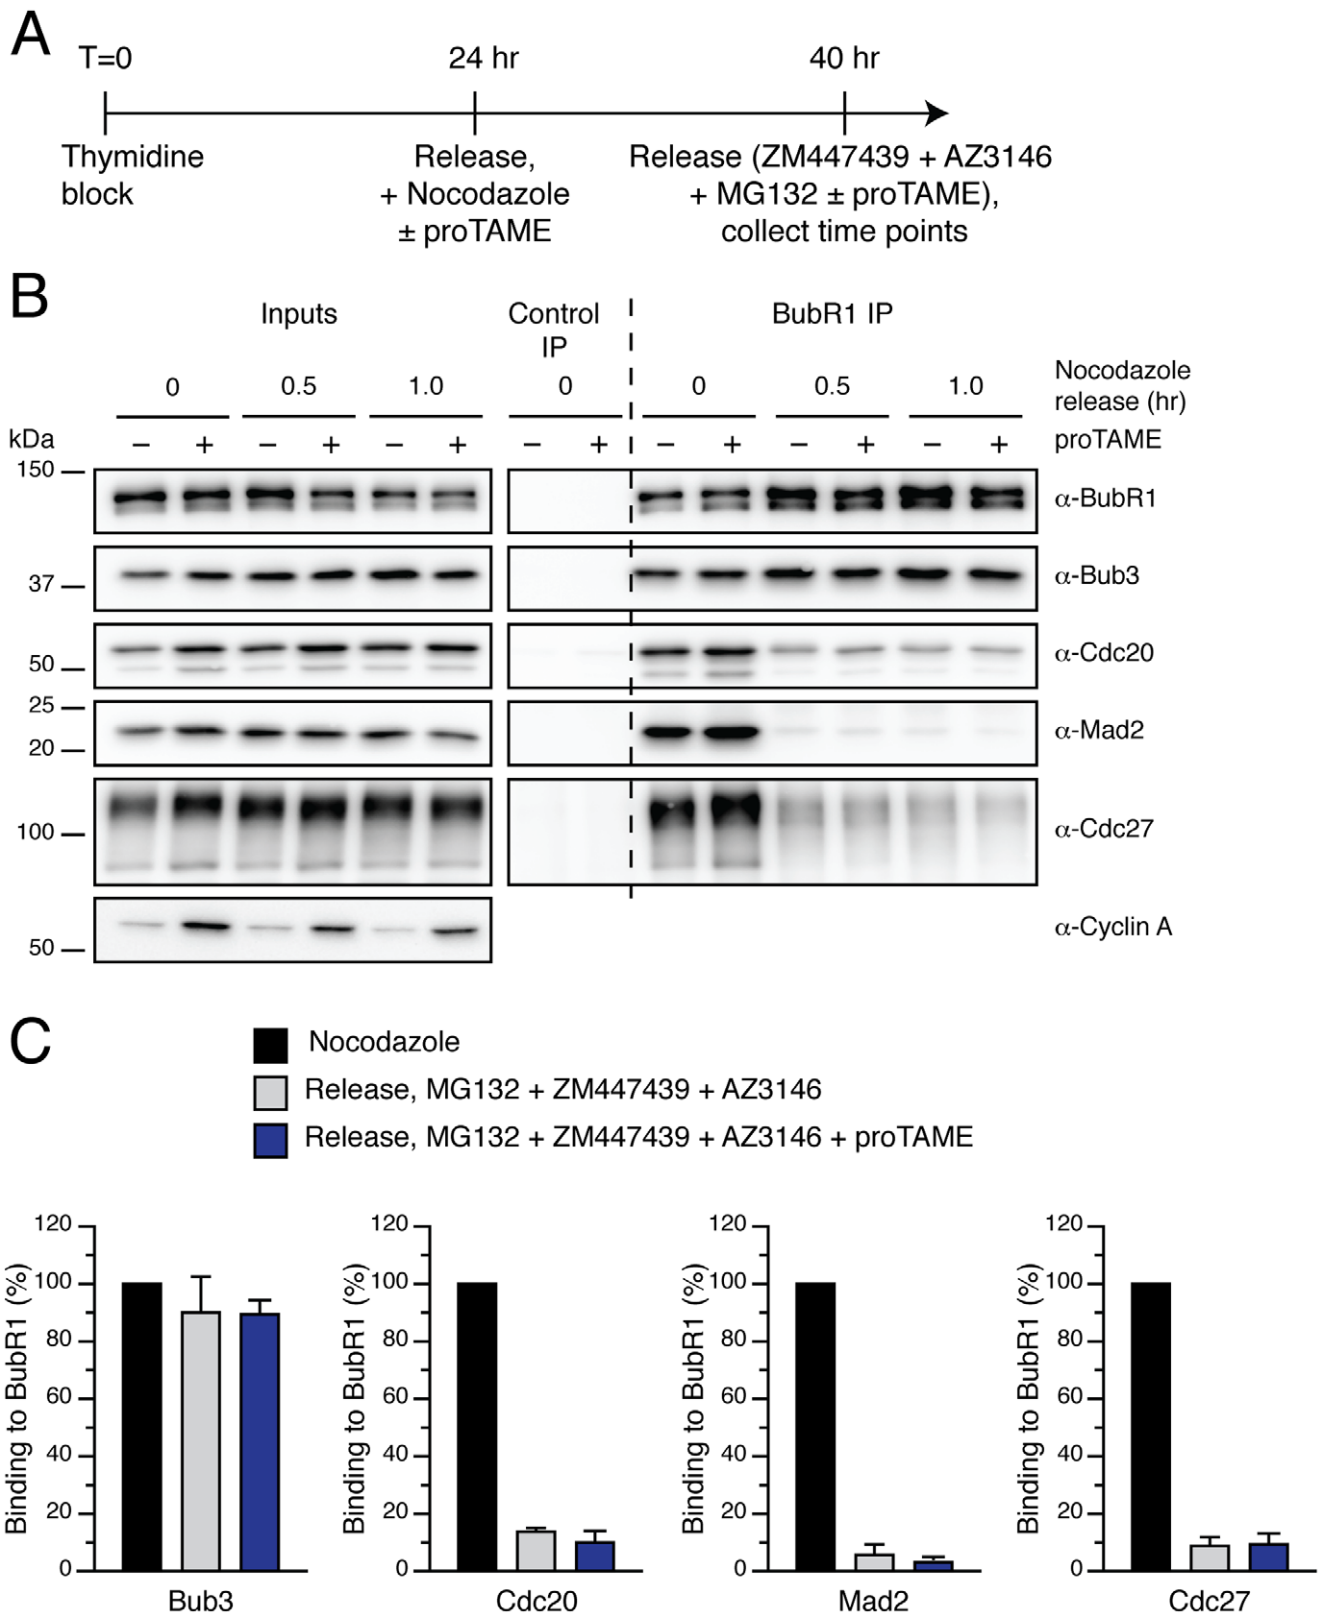 A
T=0 24 hr 40 hr
Thymidine block
Release, + Nocodazole ± proTAME
Release (ZM447439 + AZ3146 + MG132 ± proTAME), collect time points
B
Inputs
Control IP
BubR1 IP
0 0.5 1.0 0 0 0.5 1.0
Nocodazole release (hr)
kDa − + − + − + − + − + − + − + proTAME
150
α-BubR1
37
α-Bub3
50
α-Cdc20
25
20
α-Mad2
100
α-Cdc27
50
α-Cyclin A
C
Nocodazole
Release, MG132 + ZM447439 + AZ3146
Release, MG132 + ZM447439 + AZ3146 + proTAME
Binding to BubR1 (%)
120
100
80
60
40
20
0
Bub3
Binding to BubR1 (%)
120
100
80
60
40
20
0
Cdc20
Binding to BubR1 (%)
120
100
80
60
40
20
0
Mad2
Binding to BubR1 (%)
120
100
80
60
40
20
0
Cdc27